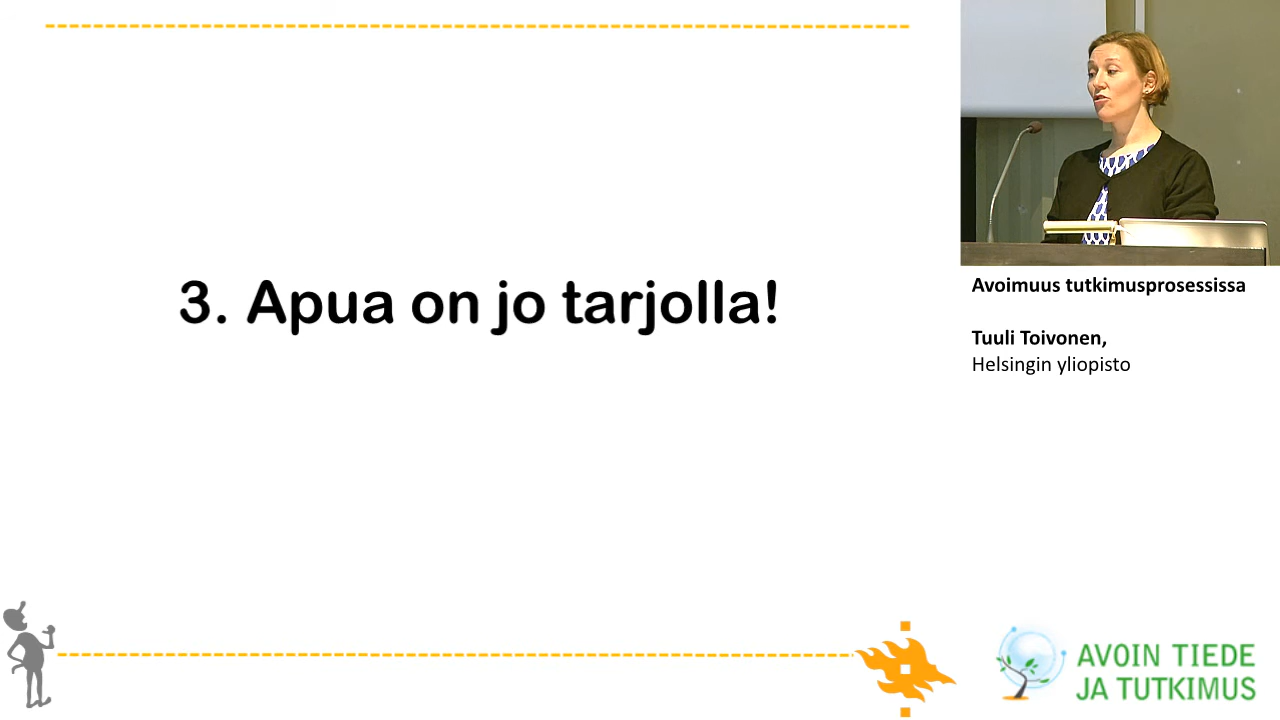 3. Apua on jo tarjolla!
Avoimuus tutkimusprosessissa
Tuuli Toivonen,
Helsingin yliopisto
AVOIN TIEDE
JA TUTKIMUS